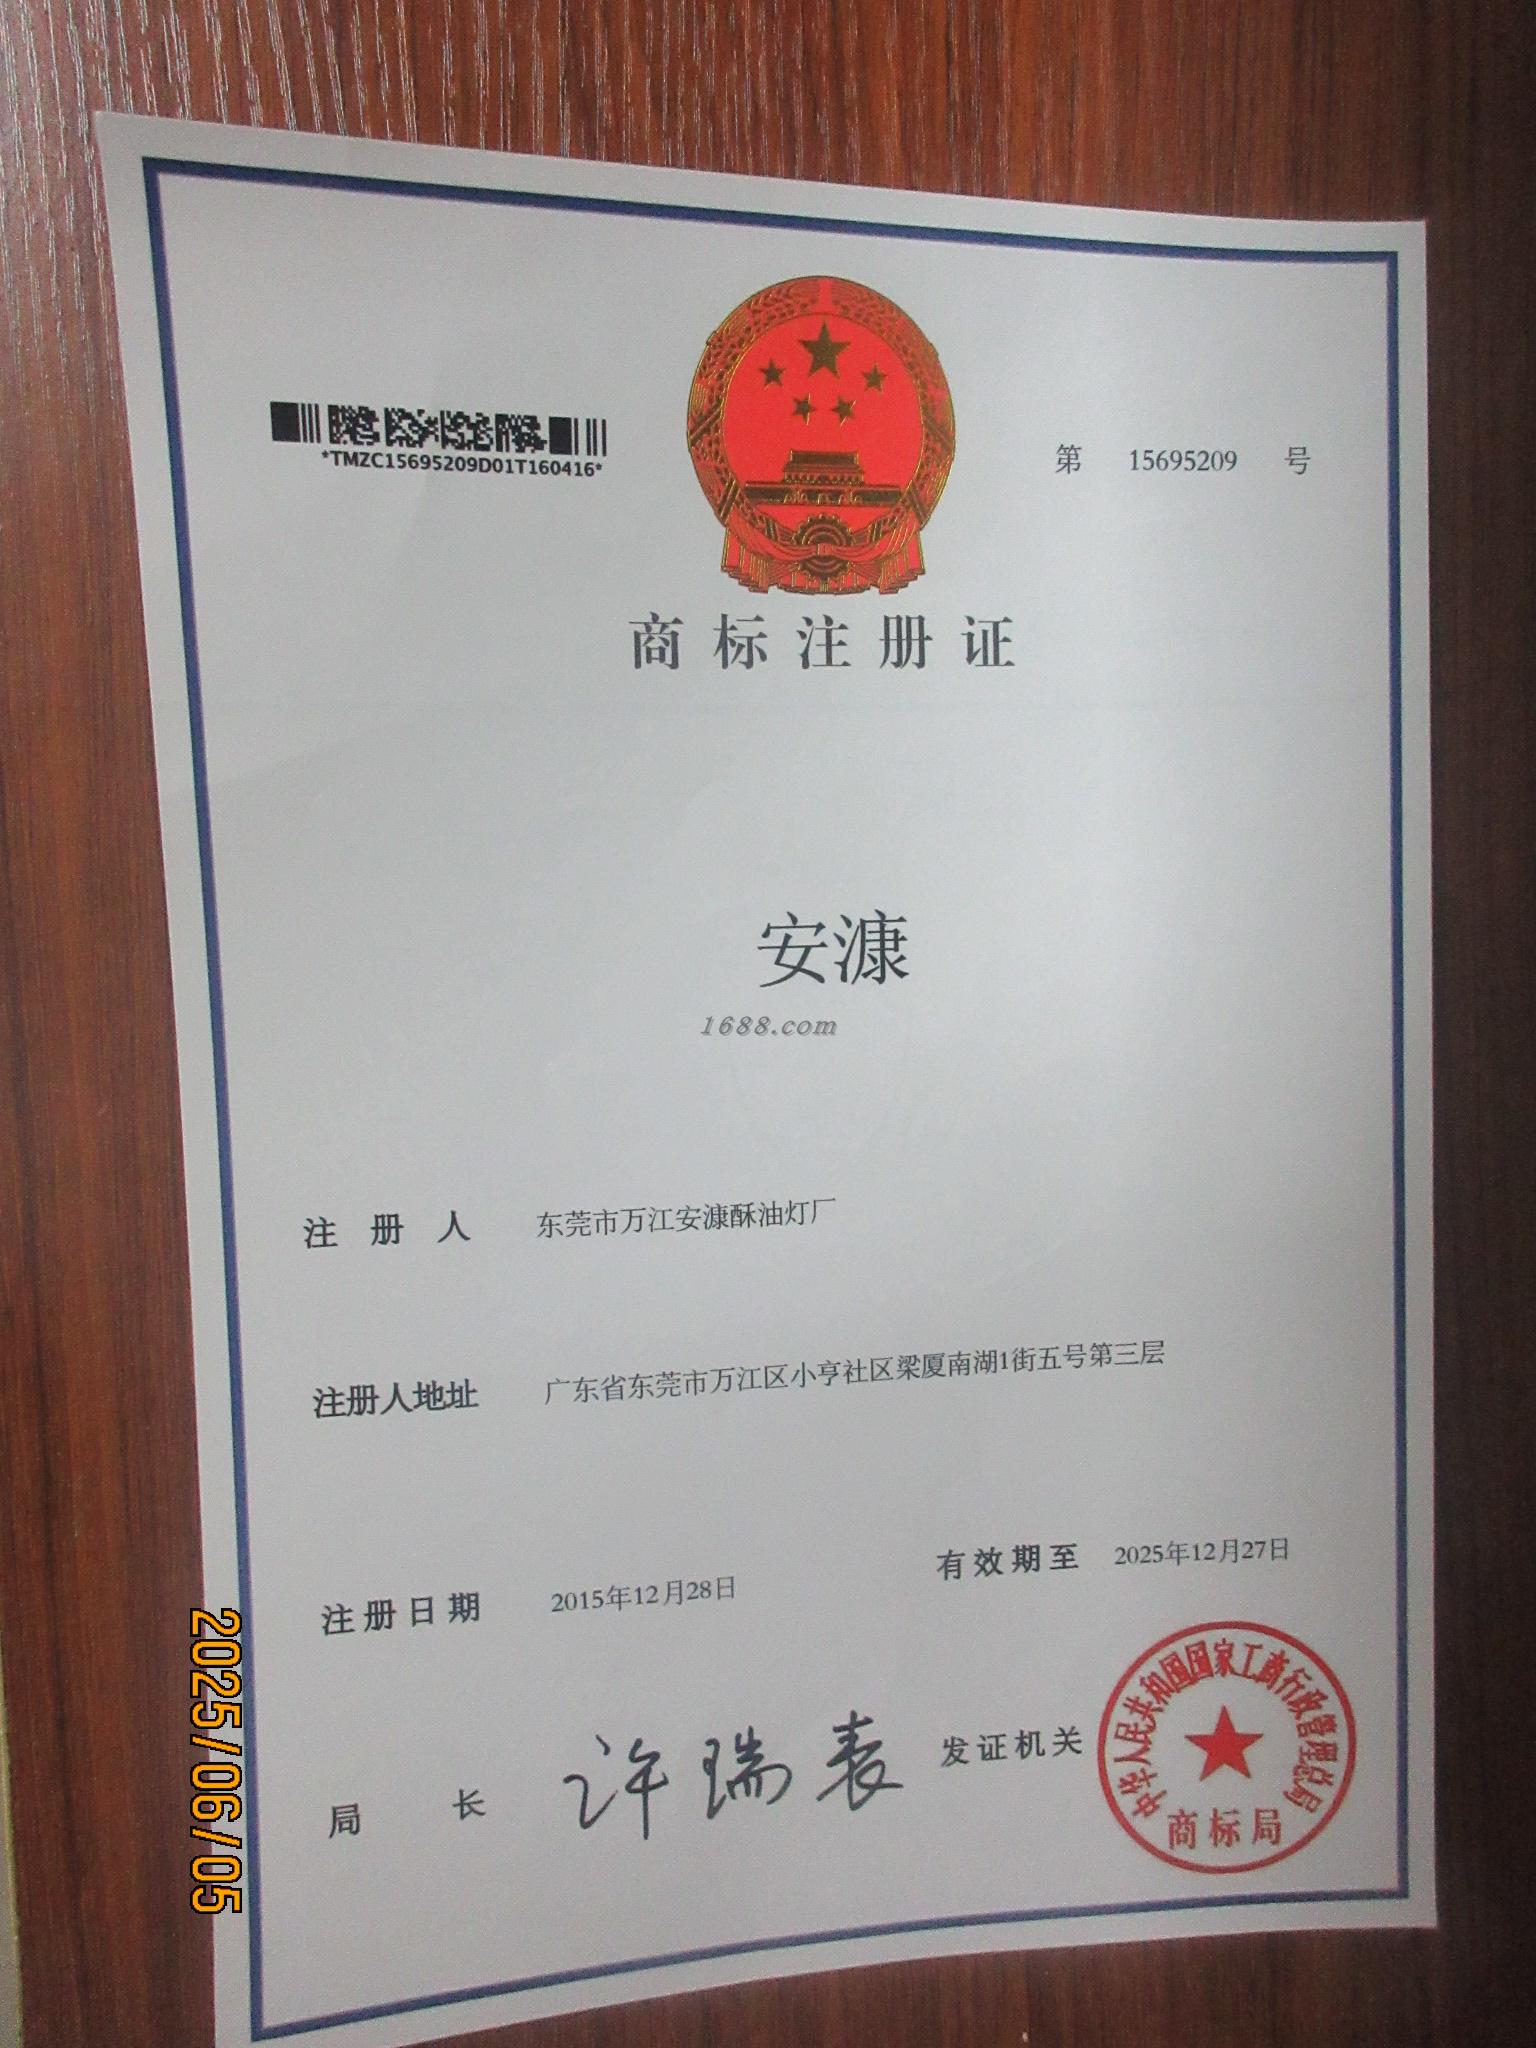 *TMZC15695209D01T160416*
第 15695209 号
商标注册证
安漮
1688.com
注册人 东莞市万江安漮酥油灯厂
注册人地址 广东省东莞市万江区小亨社区梁厦南湖1街五号第三层
注册日期 2015年12月28日 有效期至 2025年12月27日
局长 许瑞表 发证机关
中华人民共和国国家工商行政管理总局
商标局
2025/06/05